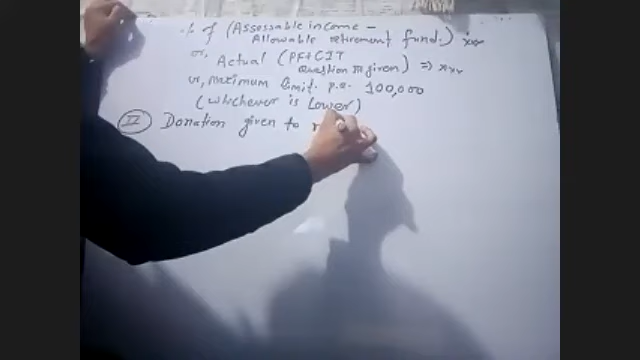 % of (Assessable income -
Allowable retirement fund.) xxx
or, Actual (PF+CIT
Question मा given) => xxx
or, maximum limit. p.a. 100,000
(whichever is Lower)
II Donation given to